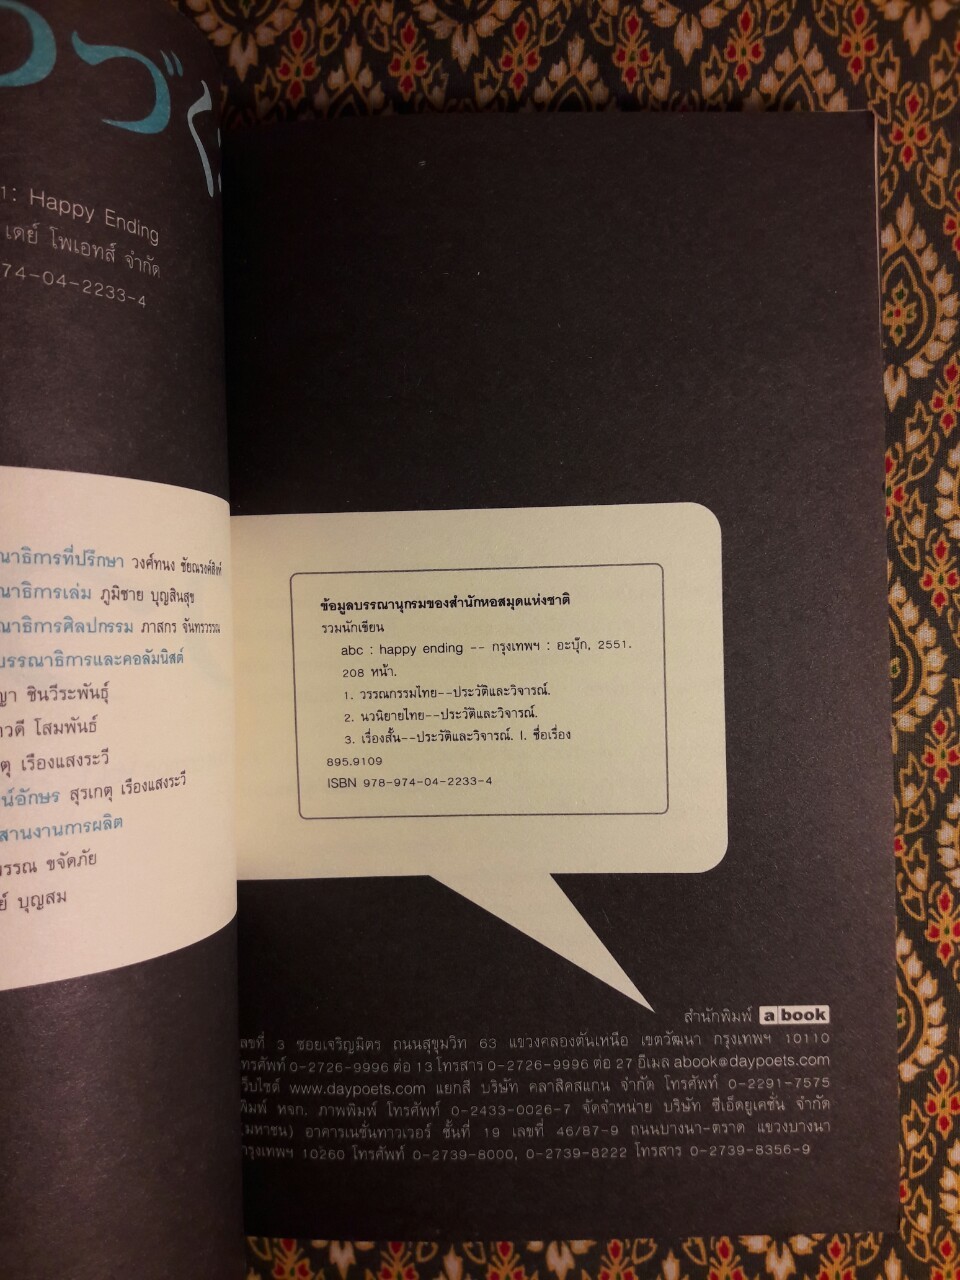 1: Happy Ending
เดย์ โพเอทส์ จำกัด
74-04-2233-4
ณาธิการที่ปรึกษา วงศ์ทนง ชัยณรงค์สิงห์
ณาธิการเล่ม ภูมิชาย บุญสินสุข
ณาธิการศิลปกรรม ภาสกร จันทรวรรณ
บรรณาธิการและคอลัมนิสต์
ญา ชินวีระพันธุ์
าวดี โสมพันธ์
ตุ เรืองแสงระวี
น์อักษร สุรเกตุ เรืองแสงระวี
สานงานการผลิต
พรรณ ขจัดภัย
ย์ บุญสม
ข้อมูลบรรณานุกรมของสำนักหอสมุดแห่งชาติ
รวมนักเขียน
abc : happy ending -- กรุงเทพฯ : อะบุ๊ก, 2551.
208 หน้า.
1. วรรณกรรมไทย--ประวัติและวิจารณ์.
2. นวนิยายไทย--ประวัติและวิจารณ์.
3. เรื่องสั้น--ประวัติและวิจารณ์. I. ชื่อเรื่อง
895.9109
ISBN 978-974-04-2233-4
สำนักพิมพ์ a book
เลขที่ 3 ซอยเจริญมิตร ถนนสุขุมวิท 63 แขวงคลองตันเหนือ เขตวัฒนา กรุงเทพฯ 10110
โทรศัพท์ 0-2726-9996 ต่อ 13 โทรสาร 0-2726-9996 ต่อ 27 อีเมล abook@daypoets.com
เว็บไซต์ www.daypoets.com แยกสี บริษัท คลาสิคสแกน จำกัด โทรศัพท์ 0-2291-7575
พิมพ์ หจก. ภาพพิมพ์ โทรศัพท์ 0-2433-0026-7 จัดจำหน่าย บริษัท ซีเอ็ดยูเคชั่น จำกัด
(มหาชน) อาคารเนชั่นทาวเวอร์ ชั้นที่ 19 เลขที่ 46/87-9 ถนนบางนา-ตราด แขวงบางนา
กรุงเทพฯ 10260 โทรศัพท์ 0-2739-8000, 0-2739-8222 โทรสาร 0-2739-8356-9